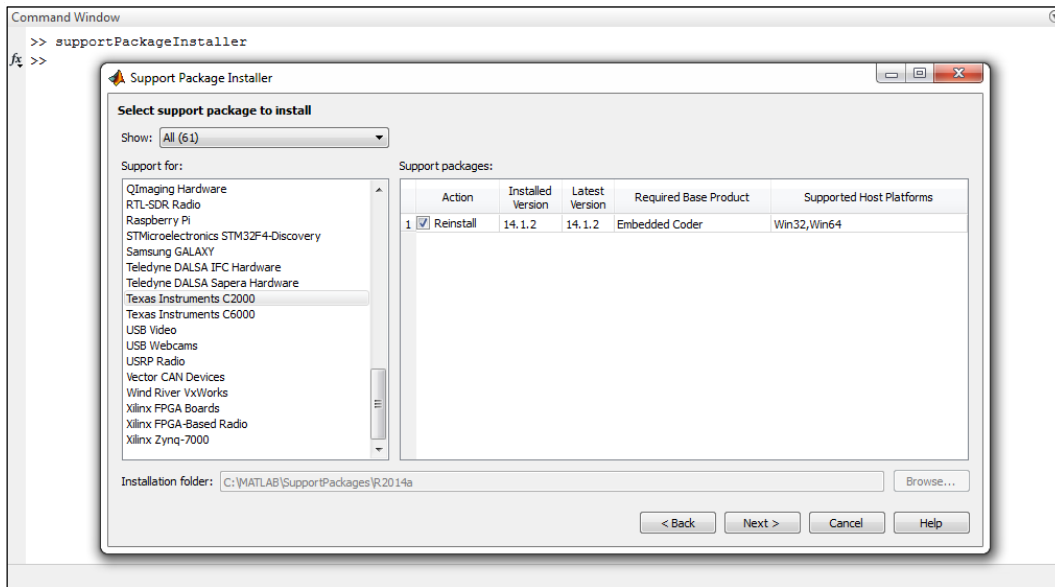 Command Window
>> supportPackageInstaller
fx >>
Support Package Installer
Select support package to install
Show: All (61)
Support for:
QImaging Hardware
RTL-SDR Radio
Raspberry Pi
STMicroelectronics STM32F4-Discovery
Samsung GALAXY
Teledyne DALSA IFC Hardware
Teledyne DALSA Sapera Hardware
Texas Instruments C2000
Texas Instruments C6000
USB Video
USB Webcams
USRP Radio
Vector CAN Devices
Wind River VxWorks
Xilinx FPGA Boards
Xilinx FPGA-Based Radio
Xilinx Zynq-7000
Support packages:
Action Installed Version Latest Version Required Base Product Supported Host Platforms
1 Reinstall 14.1.2 14.1.2 Embedded Coder Win32,Win64
Installation folder: C:\MATLAB\SupportPackages\R2014a Browse...
< Back Next > Cancel Help